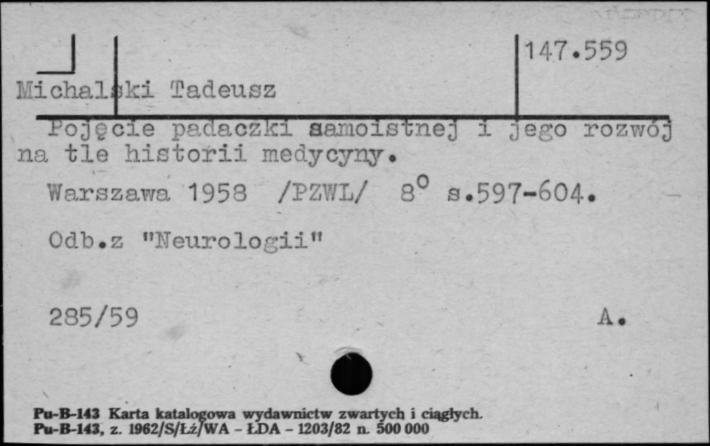 147.559
Michalski Tadeusz
Pojęcie padaczki samoistnej i jego rozwój
na tle historii medycyny.
Warszawa 1958 /PZWL/ 8° s.597-604.
Odb.z "Neurologii"
285/59 A.
Pu-B-143 Karta katalogowa wydawnictw zwartych i ciągłych.
Pu-B-143, z. 1962/S/Łż/WA - ŁDA - 1203/82 n. 500 000